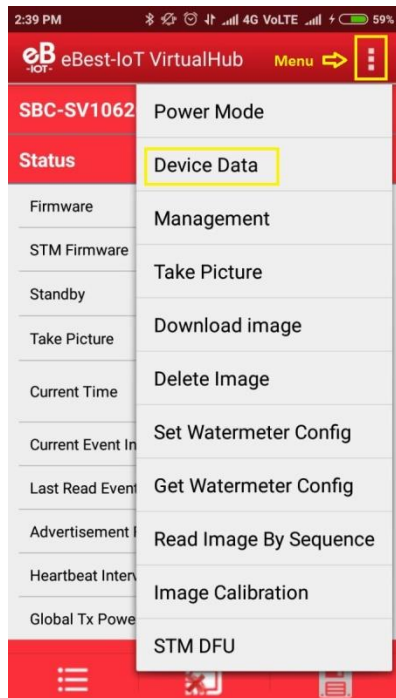 2:39 PM 4G VoLTE 59%
eB -IOT- eBest-IoT VirtualHub Menu
SBC-SV1062
Status
Firmware
STM Firmware
Standby
Take Picture
Current Time
Current Event In
Last Read Event
Advertisement
Heartbeat Interv
Global Tx Powe
Power Mode
Device Data
Management
Take Picture
Download image
Delete Image
Set Watermeter Config
Get Watermeter Config
Read Image By Sequence
Image Calibration
STM DFU